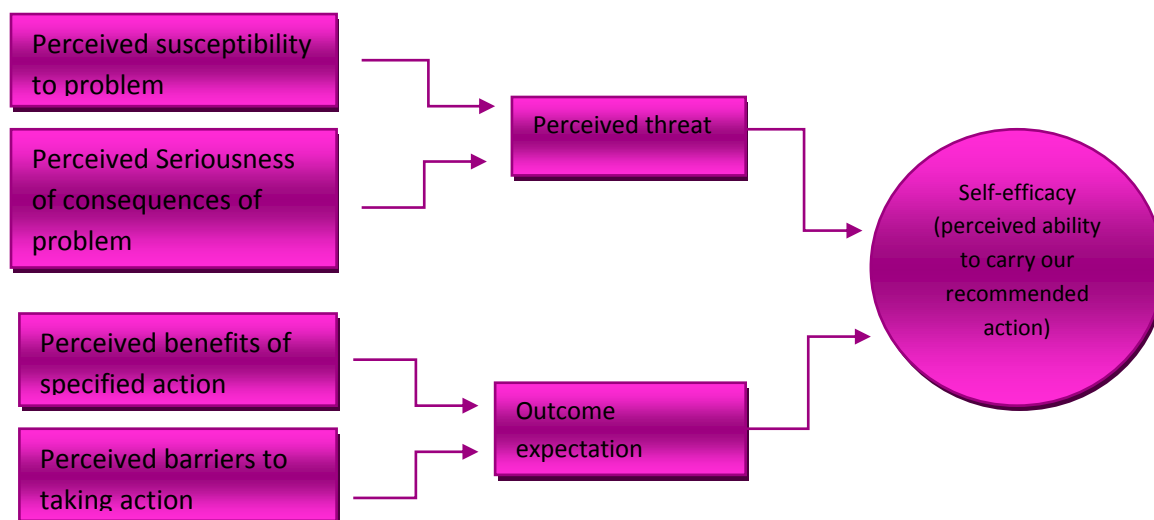 Perceived susceptibility
to problem
Perceived Seriousness
of consequences of
problem
Perceived threat
Self-efficacy
(perceived ability
to carry our
recommended
action)
Perceived benefits of
specified action
Outcome
expectation
Perceived barriers to
taking action